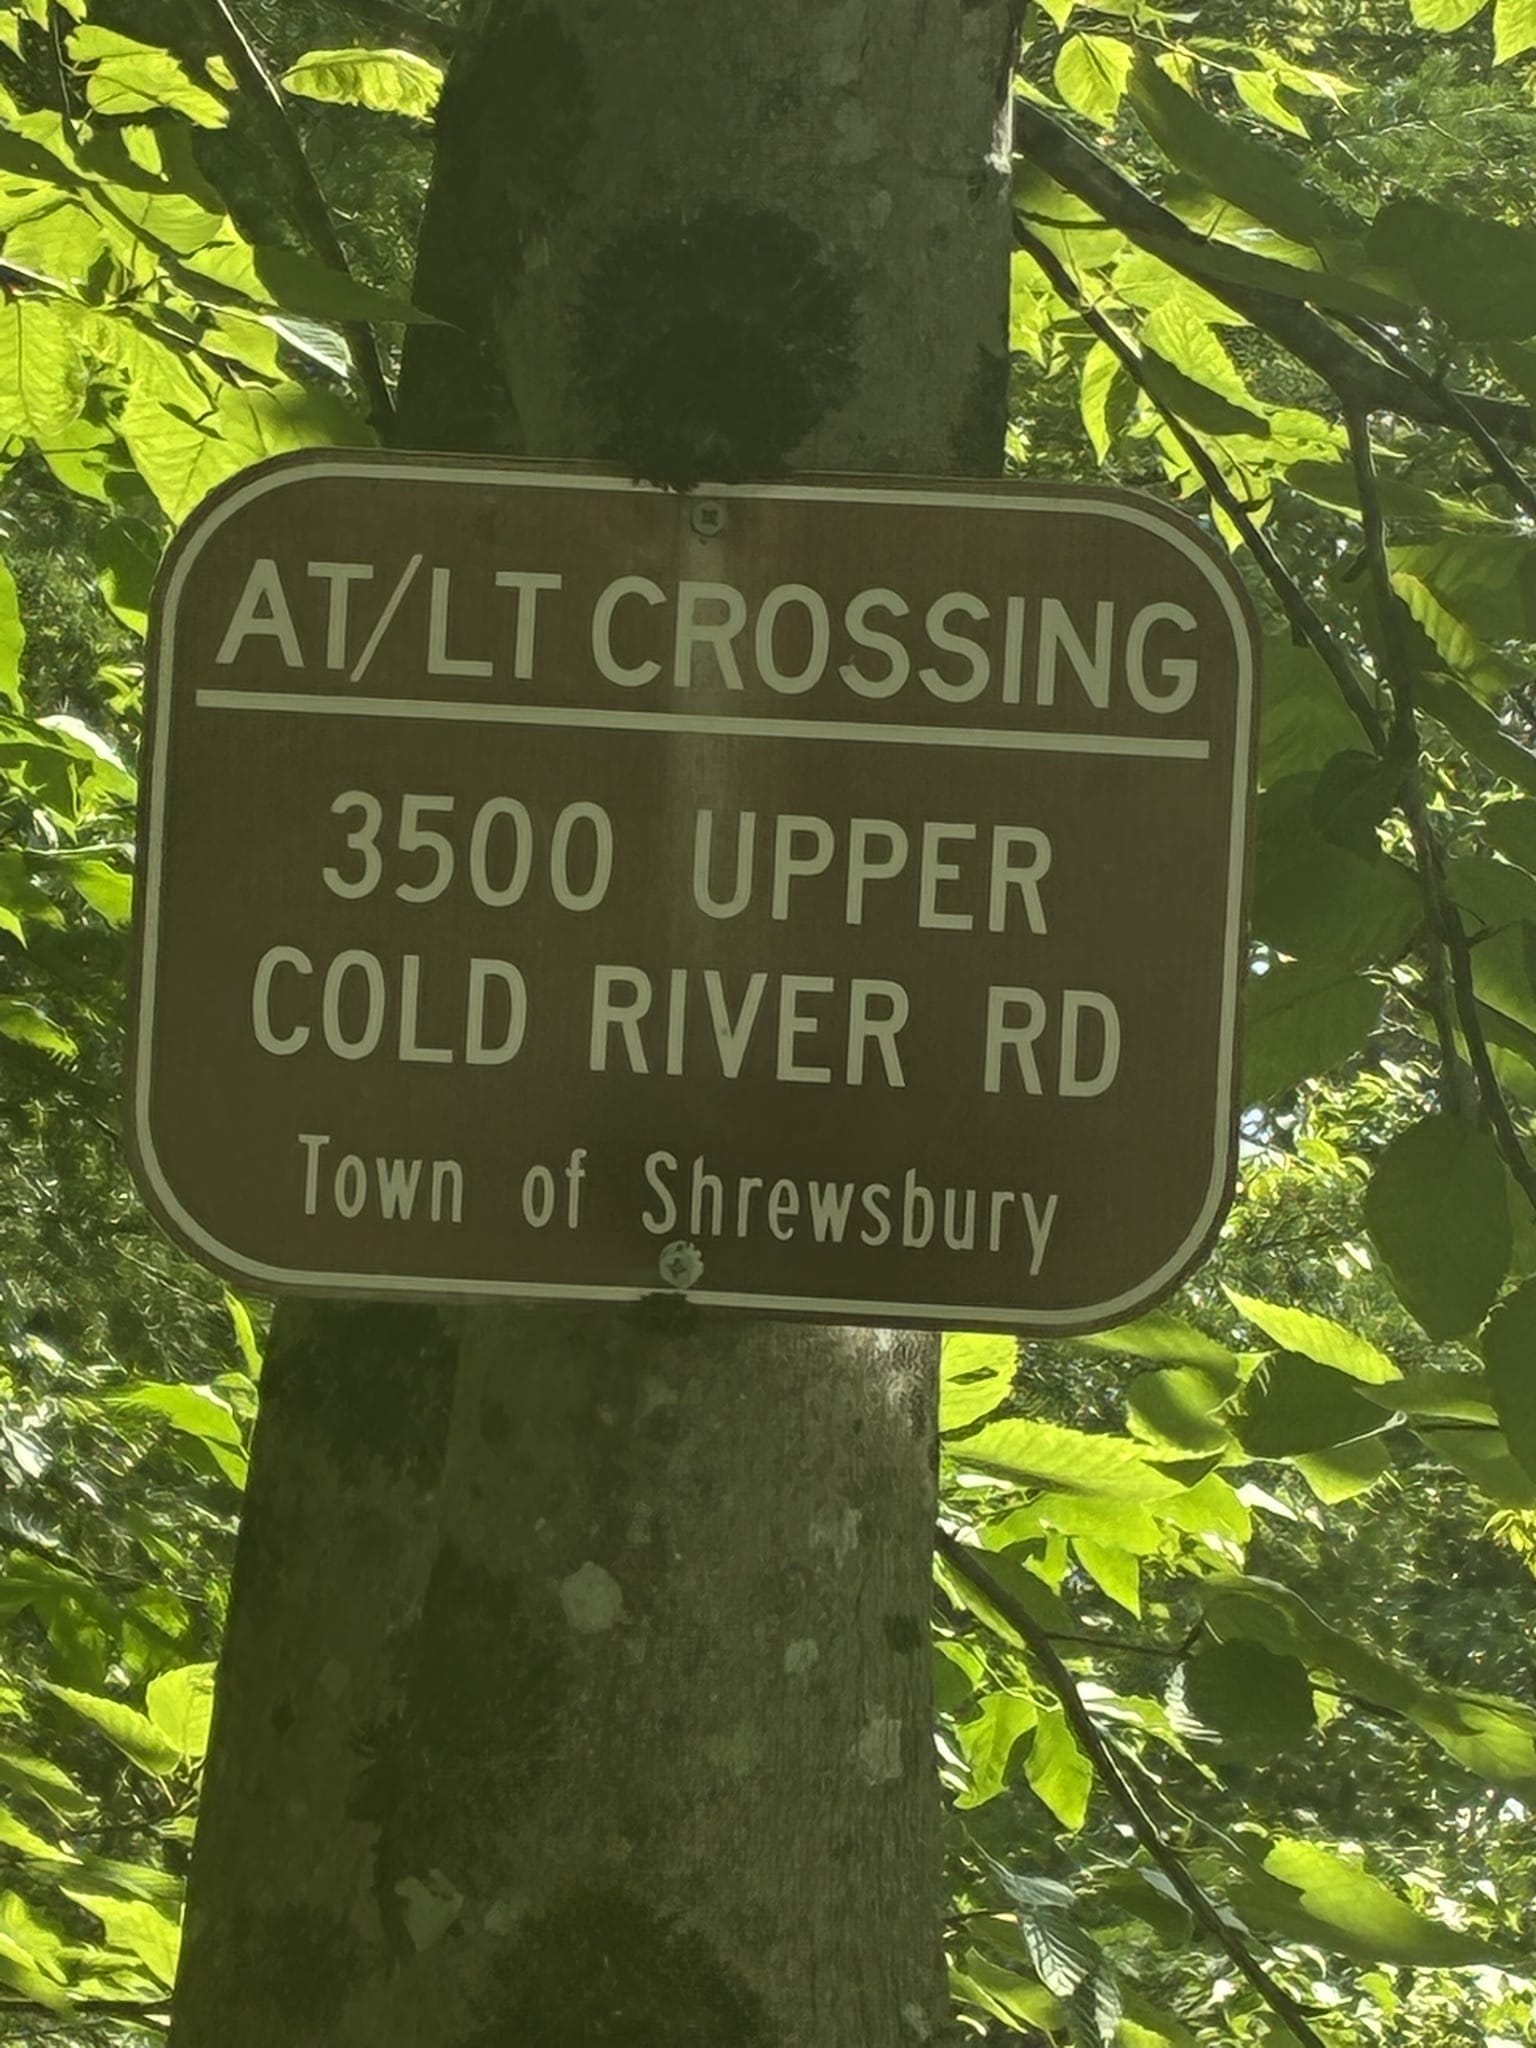 AT/LT CROSSING
3500 UPPER
COLD RIVER RD
Town of Shrewsbury